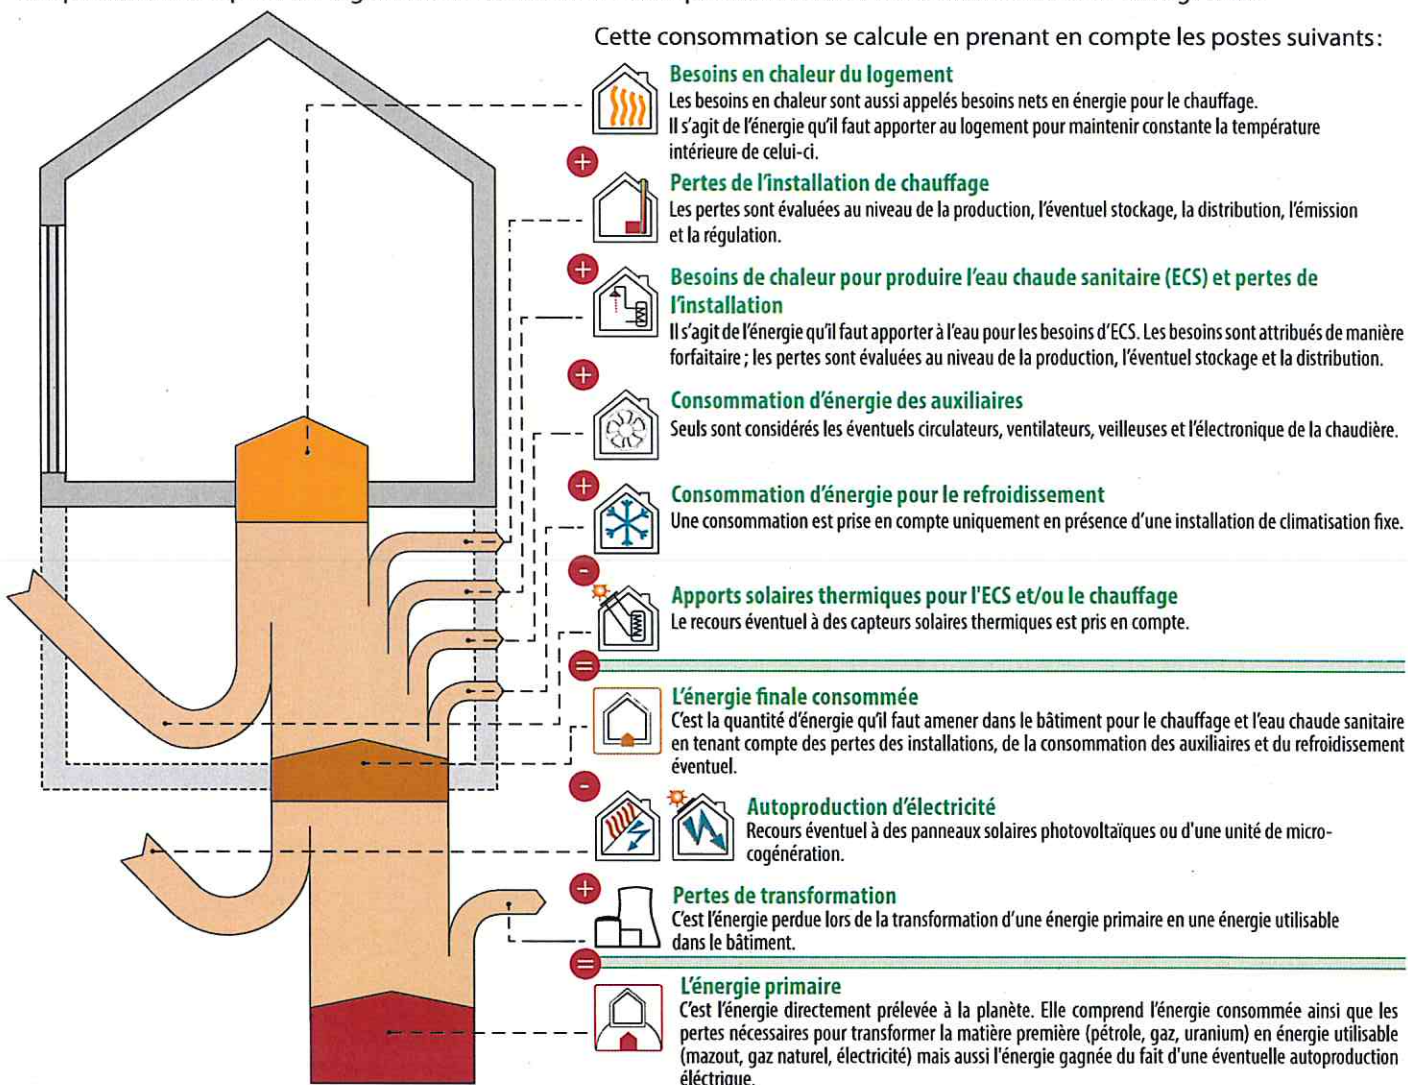 Cette consommation se calcule en prenant en compte les postes suivants:
Besoins en chaleur du logement
Les besoins en chaleur sont aussi appelés besoins nets en énergie pour le chauffage.
Il s'agit de l'énergie qu'il faut apporter au logement pour maintenir constante la température
intérieure de celui-ci.
+
Pertes de l'installation de chauffage
Les pertes sont évaluées au niveau de la production, l'éventuel stockage, la distribution, l'émission
et la régulation.
+
Besoins de chaleur pour produire l'eau chaude sanitaire (ECS) et pertes de
l'installation
Il s'agit de l'énergie qu'il faut apporter à l'eau pour les besoins d'ECS. Les besoins sont attribués de manière
forfaitaire ; les pertes sont évaluées au niveau de la production, l'éventuel stockage et la distribution.
+
Consommation d'énergie des auxiliaires
Seuls sont considérés les éventuels circulateurs, ventilateurs, veilleuses et l'électronique de la chaudière.
+
Consommation d'énergie pour le refroidissement
Une consommation est prise en compte uniquement en présence d'une installation de climatisation fixe.
-
Apports solaires thermiques pour l'ECS et/ou le chauffage
Le recours éventuel à des capteurs solaires thermiques est pris en compte.
=
L'énergie finale consommée
C'est la quantité d'énergie qu'il faut amener dans le bâtiment pour le chauffage et l'eau chaude sanitaire
en tenant compte des pertes des installations, de la consommation des auxiliaires et du refroidissement
éventuel.
-
Autoproduction d'électricité
Recours éventuel à des panneaux solaires photovoltaïques ou d'une unité de micro-
cogénération.
+
Pertes de transformation
C'est l'énergie perdue lors de la transformation d'une énergie primaire en une énergie utilisable
dans le bâtiment.
=
L'énergie primaire
C'est l'énergie directement prélevée à la planète. Elle comprend l'énergie consommée ainsi que les
pertes nécessaires pour transformer la matière première (pétrole, gaz, uranium) en énergie utilisable
(mazout, gaz naturel, électricité) mais aussi l'énergie gagnée du fait d'une éventuelle autoproduction
éléctrique.